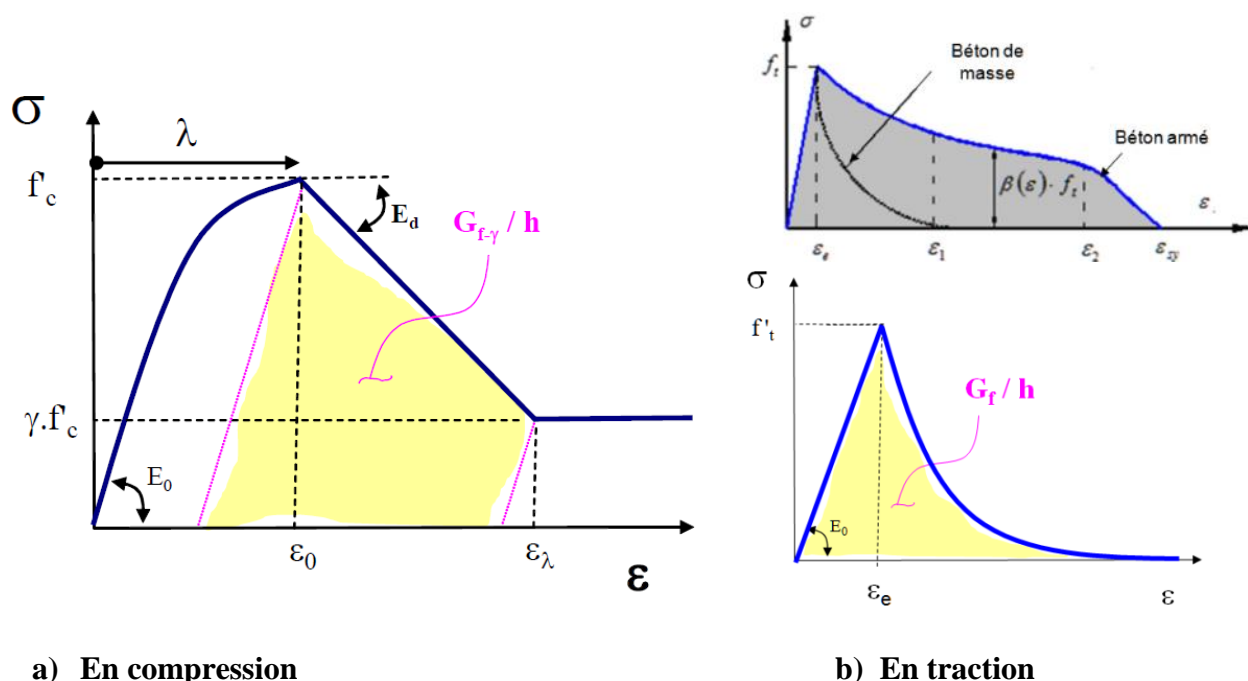 σ
λ
f'c
Ed
Gf-γ / h
γ.f'c
E0
ε0
ελ
ε
σ
ft
Béton de
masse
Béton armé
β(ε)· ft
ε
εe
ε1
ε2
εsy
σ
f't
Gf / h
E0
εe
ε
a) En compression
b) En traction